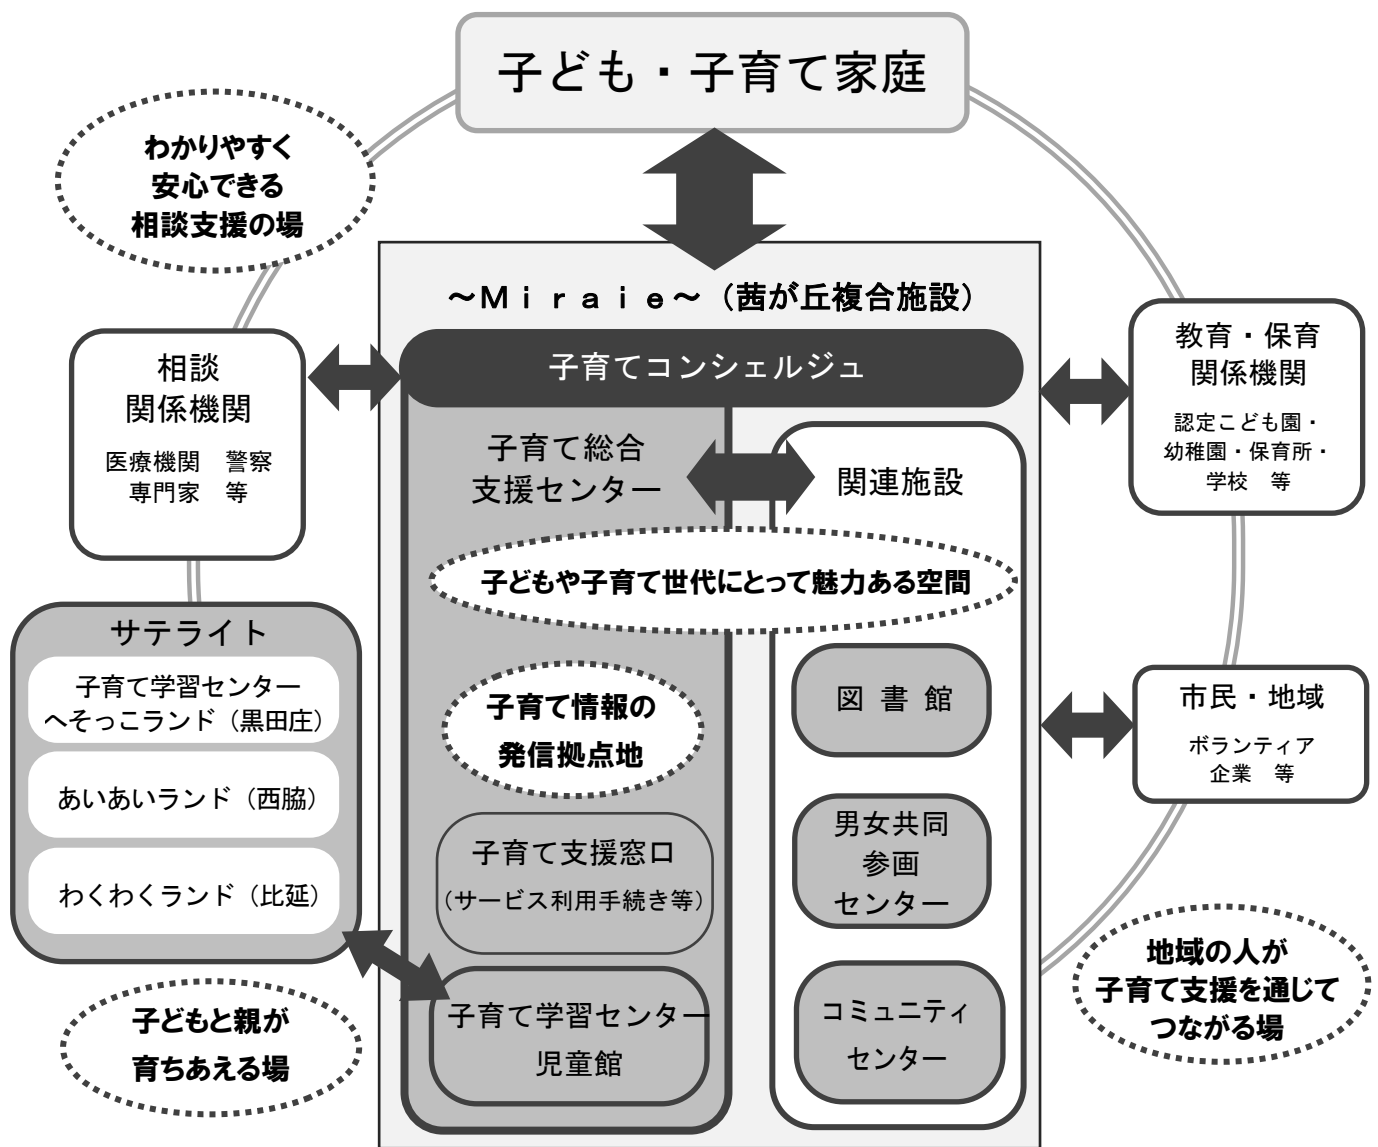 子ども・子育て家庭
わかりやすく
安心できる
相談支援の場
～Miraie～（茜が丘複合施設）
子育てコンシェルジュ
相談
関係機関
医療機関　警察
専門家　等
教育・保育
関係機関
認定こども園・
幼稚園・保育所・
学校　等
子育て総合
支援センター
関連施設
子どもや子育て世代にとって魅力ある空間
サテライト
子育て学習センター
へそっこランド（黒田庄）
あいあいランド（西脇）
わくわくランド（比延）
子育て情報の
発信拠点地
図書館
市民・地域
ボランティア
企業　等
子育て支援窓口
（サービス利用手続き等）
男女共同
参画
センター
子育て学習センター
児童館
コミュニティ
センター
子どもと親が
育ちあえる場
地域の人が
子育て支援を通じて
つながる場